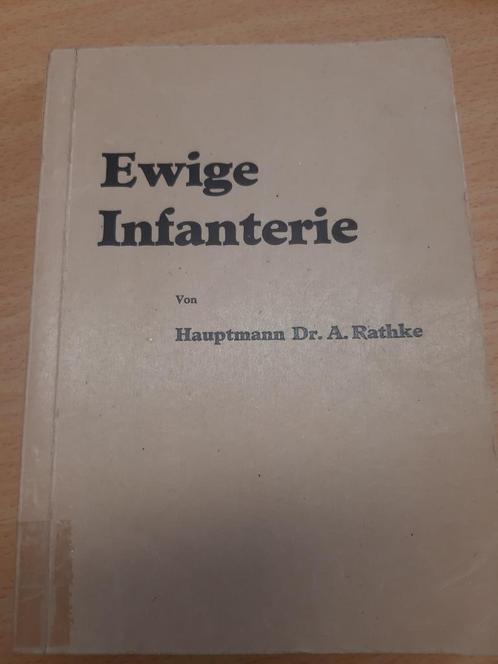 Ewige
Infanterie
Von
Hauptmann Dr. A. Rathke